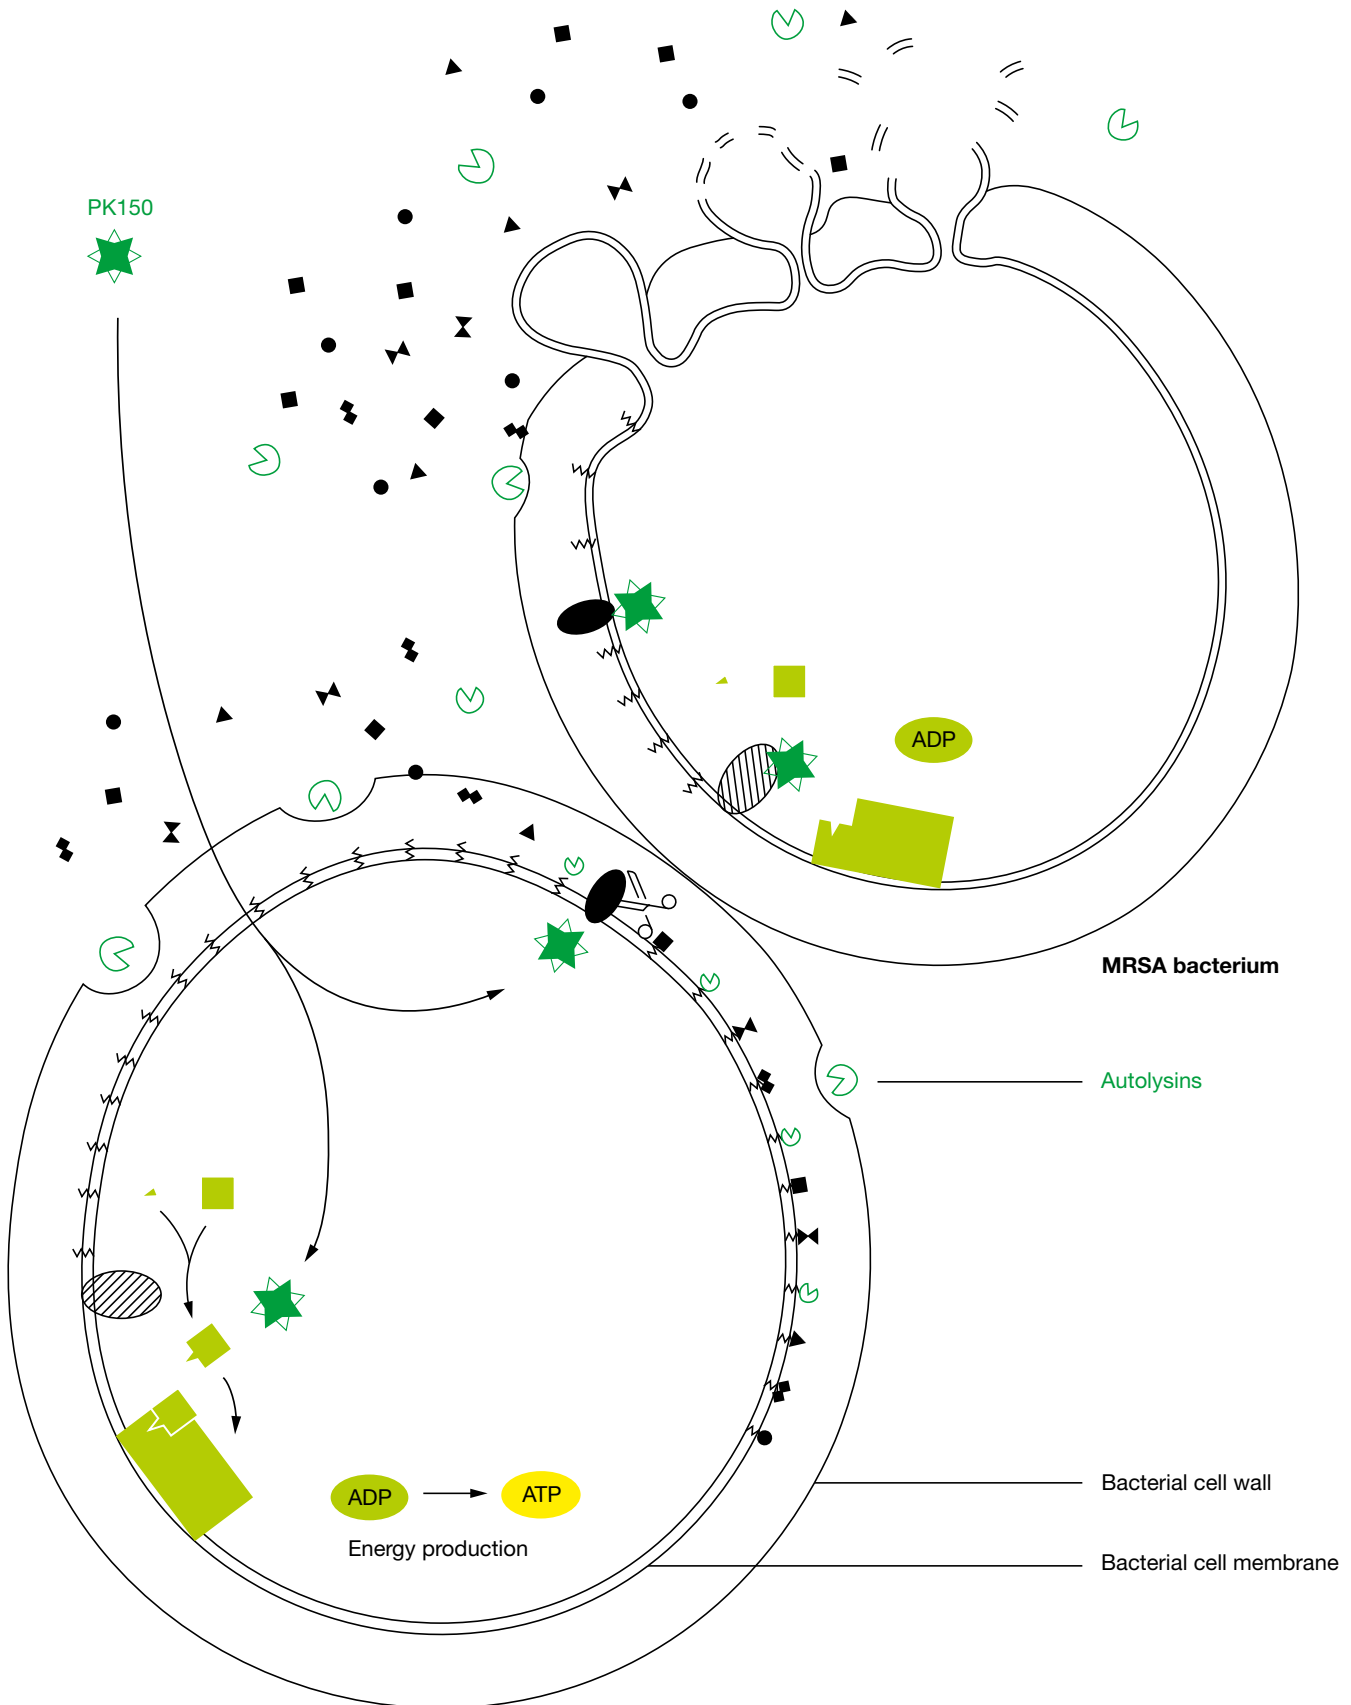 PK150
ADP
MRSA bacterium
Autolysins
ADP
ATP
Energy production
Bacterial cell wall
Bacterial cell membrane